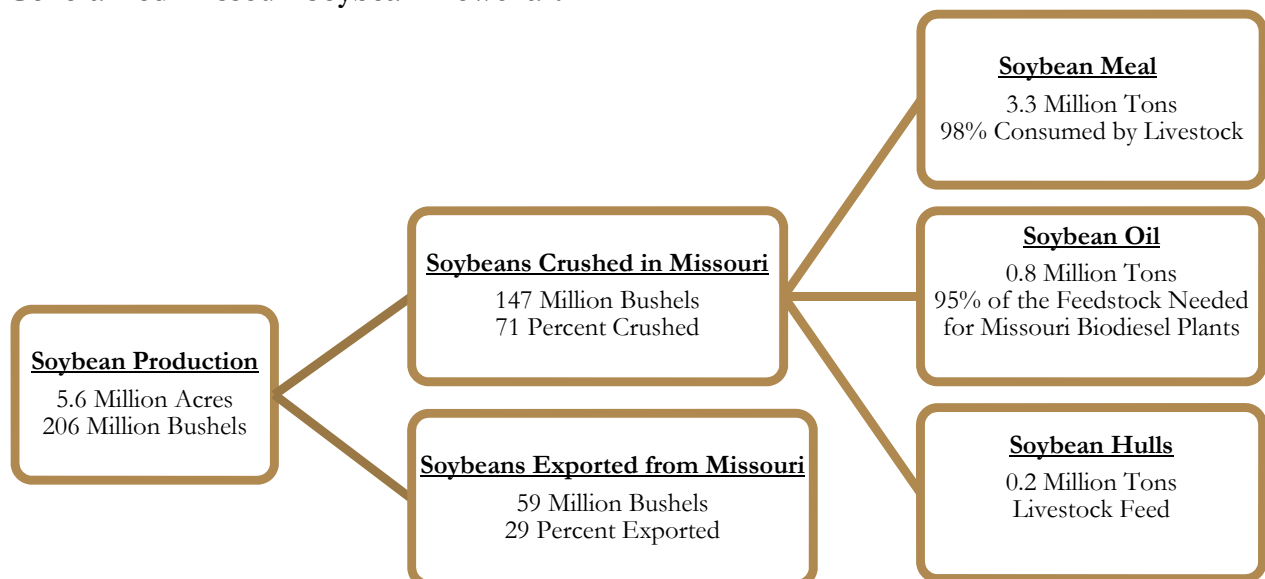 Soybean Meal
3.3 Million Tons
98% Consumed by Livestock
Soybeans Crushed in Missouri
147 Million Bushels
71 Percent Crushed
Soybean Oil
0.8 Million Tons
95% of the Feedstock Needed
for Missouri Biodiesel Plants
Soybean Production
5.6 Million Acres
206 Million Bushels
Soybeans Exported from Missouri
59 Million Bushels
29 Percent Exported
Soybean Hulls
0.2 Million Tons
Livestock Feed